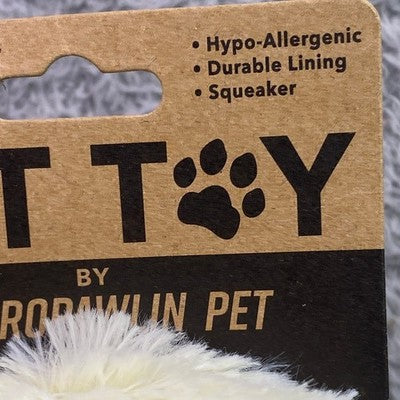 • Hypo-Allergenic
• Durable Lining
• Squeaker
T TOY
BY
ROPAWLIN PET